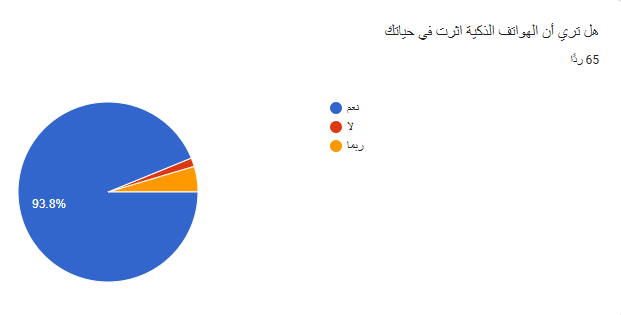 هل تري أن الهواتف الذكية اثرت في حياتك
65 ردًا
نعم
لا
ربما
93.8%